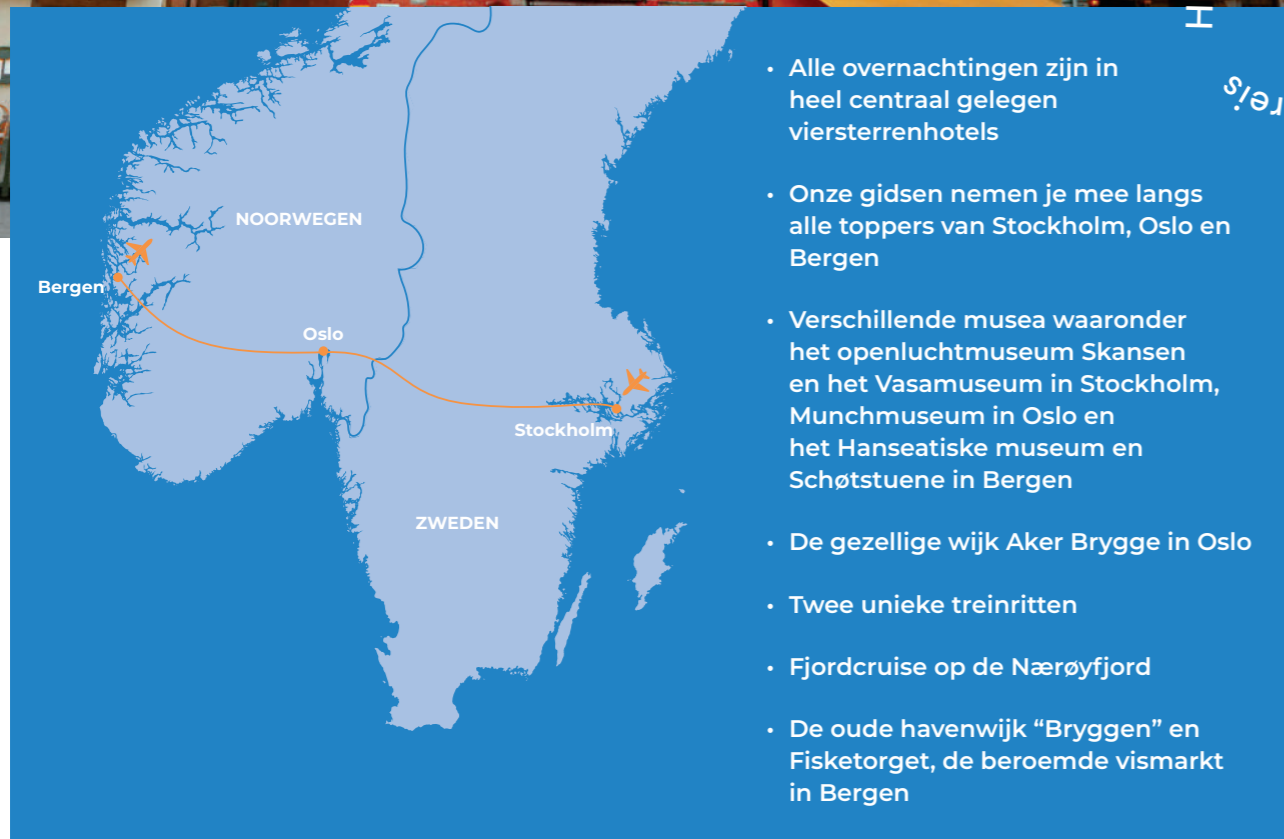 H
reis
NOORWEGEN
Bergen
Oslo
Stockholm
ZWEDEN
• Alle overnachtingen zijn in
heel centraal gelegen
viersterrenhotels
• Onze gidsen nemen je mee langs
alle toppers van Stockholm, Oslo en
Bergen
• Verschillende musea waaronder
het openluchtmuseum Skansen
en het Vasamuseum in Stockholm,
Munchmuseum in Oslo en
het Hanseatiske museum en
Schøtstuene in Bergen
• De gezellige wijk Aker Brygge in Oslo
• Twee unieke treinritten
• Fjordcruise op de Nærøyfjord
• De oude havenwijk “Bryggen” en
Fisketorget, de beroemde vismarkt
in Bergen